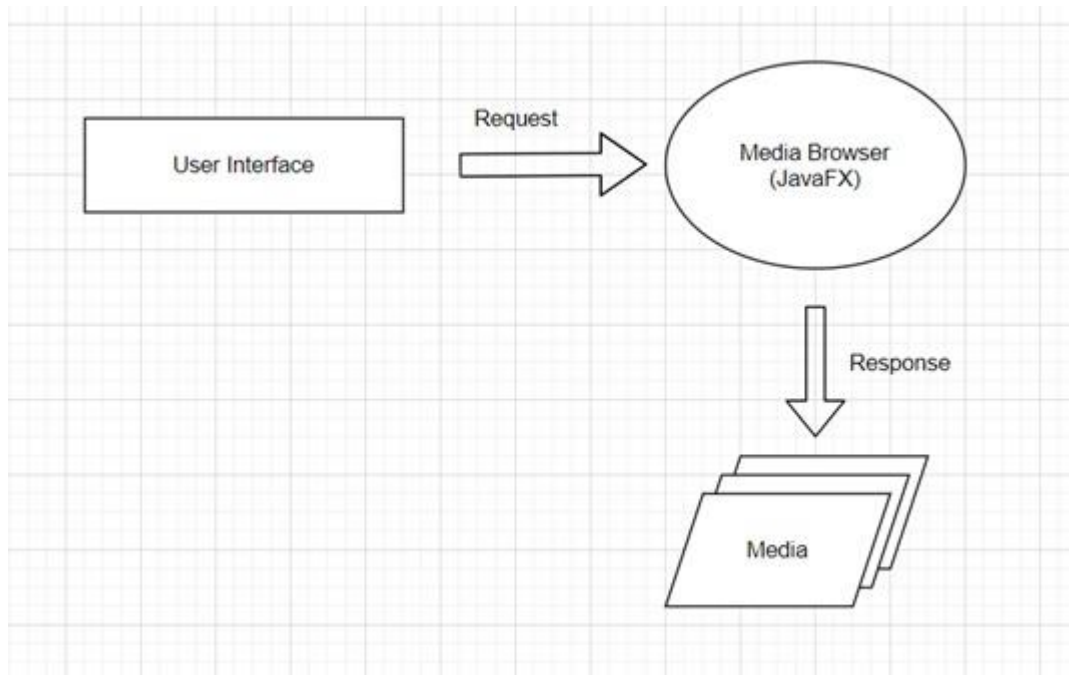 User Interface
Request
Media Browser
(JavaFX)
Response
Media